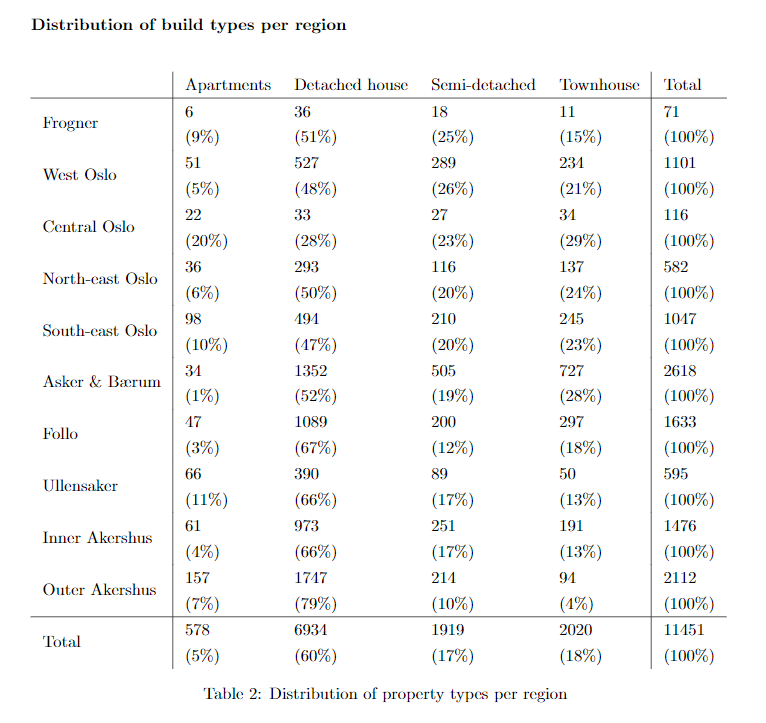 Distribution of build types per region
Apartments Detached house Semi-detached Townhouse Total
Frogner 6 36 18 11 71
(9%) (51%) (25%) (15%) (100%)
West Oslo 51 527 289 234 1101
(5%) (48%) (26%) (21%) (100%)
Central Oslo 22 33 27 34 116
(20%) (28%) (23%) (29%) (100%)
North-east Oslo 36 293 116 137 582
(6%) (50%) (20%) (24%) (100%)
South-east Oslo 98 494 210 245 1047
(10%) (47%) (20%) (23%) (100%)
Asker & Bærum 34 1352 505 727 2618
(1%) (52%) (19%) (28%) (100%)
Follo 47 1089 200 297 1633
(3%) (67%) (12%) (18%) (100%)
Ullensaker 66 390 89 50 595
(11%) (66%) (17%) (13%) (100%)
Inner Akershus 61 973 251 191 1476
(4%) (66%) (17%) (13%) (100%)
Outer Akershus 157 1747 214 94 2112
(7%) (79%) (10%) (4%) (100%)
Total 578 6934 1919 2020 11451
(5%) (60%) (17%) (18%) (100%)
Table 2: Distribution of property types per region